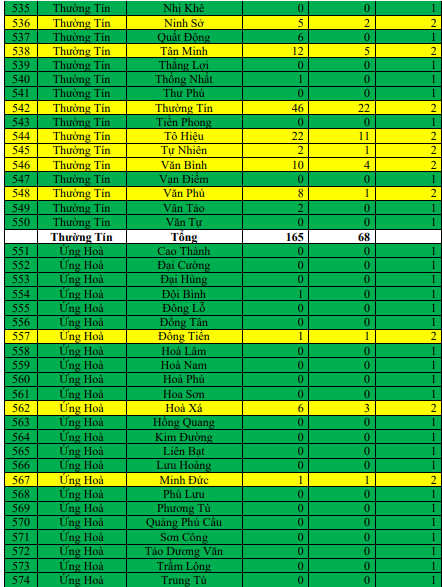 535 Thường Tín Nhị Khê 0 0 1
536 Thường Tín Ninh Sở 5 2 2
537 Thường Tín Quất Động 6 0 1
538 Thường Tín Tân Minh 12 5 2
539 Thường Tín Thắng Lợi 0 0 1
540 Thường Tín Thống Nhất 1 0 1
541 Thường Tín Thư Phú 0 0 1
542 Thường Tín Thường Tín 46 22 2
543 Thường Tín Tiền Phong 0 0 1
544 Thường Tín Tô Hiệu 22 11 2
545 Thường Tín Tự Nhiên 2 1 2
546 Thường Tín Văn Bình 10 4 2
547 Thường Tín Vạn Điểm 0 0 1
548 Thường Tín Văn Phú 8 1 2
549 Thường Tín Vân Tảo 2 0 1
550 Thường Tín Văn Tự 0 0 1
Thường Tín Tổng 165 68
551 Ứng Hoà Cao Thành 0 0 1
552 Ứng Hoà Đại Cường 0 0 1
553 Ứng Hoà Đại Hùng 0 0 1
554 Ứng Hoà Đội Bình 1 0 1
555 Ứng Hoà Đông Lỗ 0 0 1
556 Ứng Hoà Đồng Tân 0 0 1
557 Ứng Hoà Đồng Tiến 1 1 2
558 Ứng Hoà Hoà Lâm 0 0 1
559 Ứng Hoà Hoà Nam 0 0 1
560 Ứng Hoà Hoà Phú 0 0 1
561 Ứng Hoà Hoa Sơn 0 0 1
562 Ứng Hoà Hoà Xá 6 3 2
563 Ứng Hoà Hồng Quang 0 0 1
564 Ứng Hoà Kim Đường 0 0 1
565 Ứng Hoà Liên Bạt 0 0 1
566 Ứng Hoà Lưu Hoàng 0 0 1
567 Ứng Hoà Minh Đức 1 1 2
568 Ứng Hoà Phù Lưu 0 0 1
569 Ứng Hoà Phương Tú 0 0 1
570 Ứng Hoà Quảng Phú Cầu 0 0 1
571 Ứng Hoà Sơn Công 0 0 1
572 Ứng Hoà Tảo Dương Văn 0 0 1
573 Ứng Hoà Trầm Lộng 0 0 1
574 Ứng Hoà Trung Tú 0 0 1